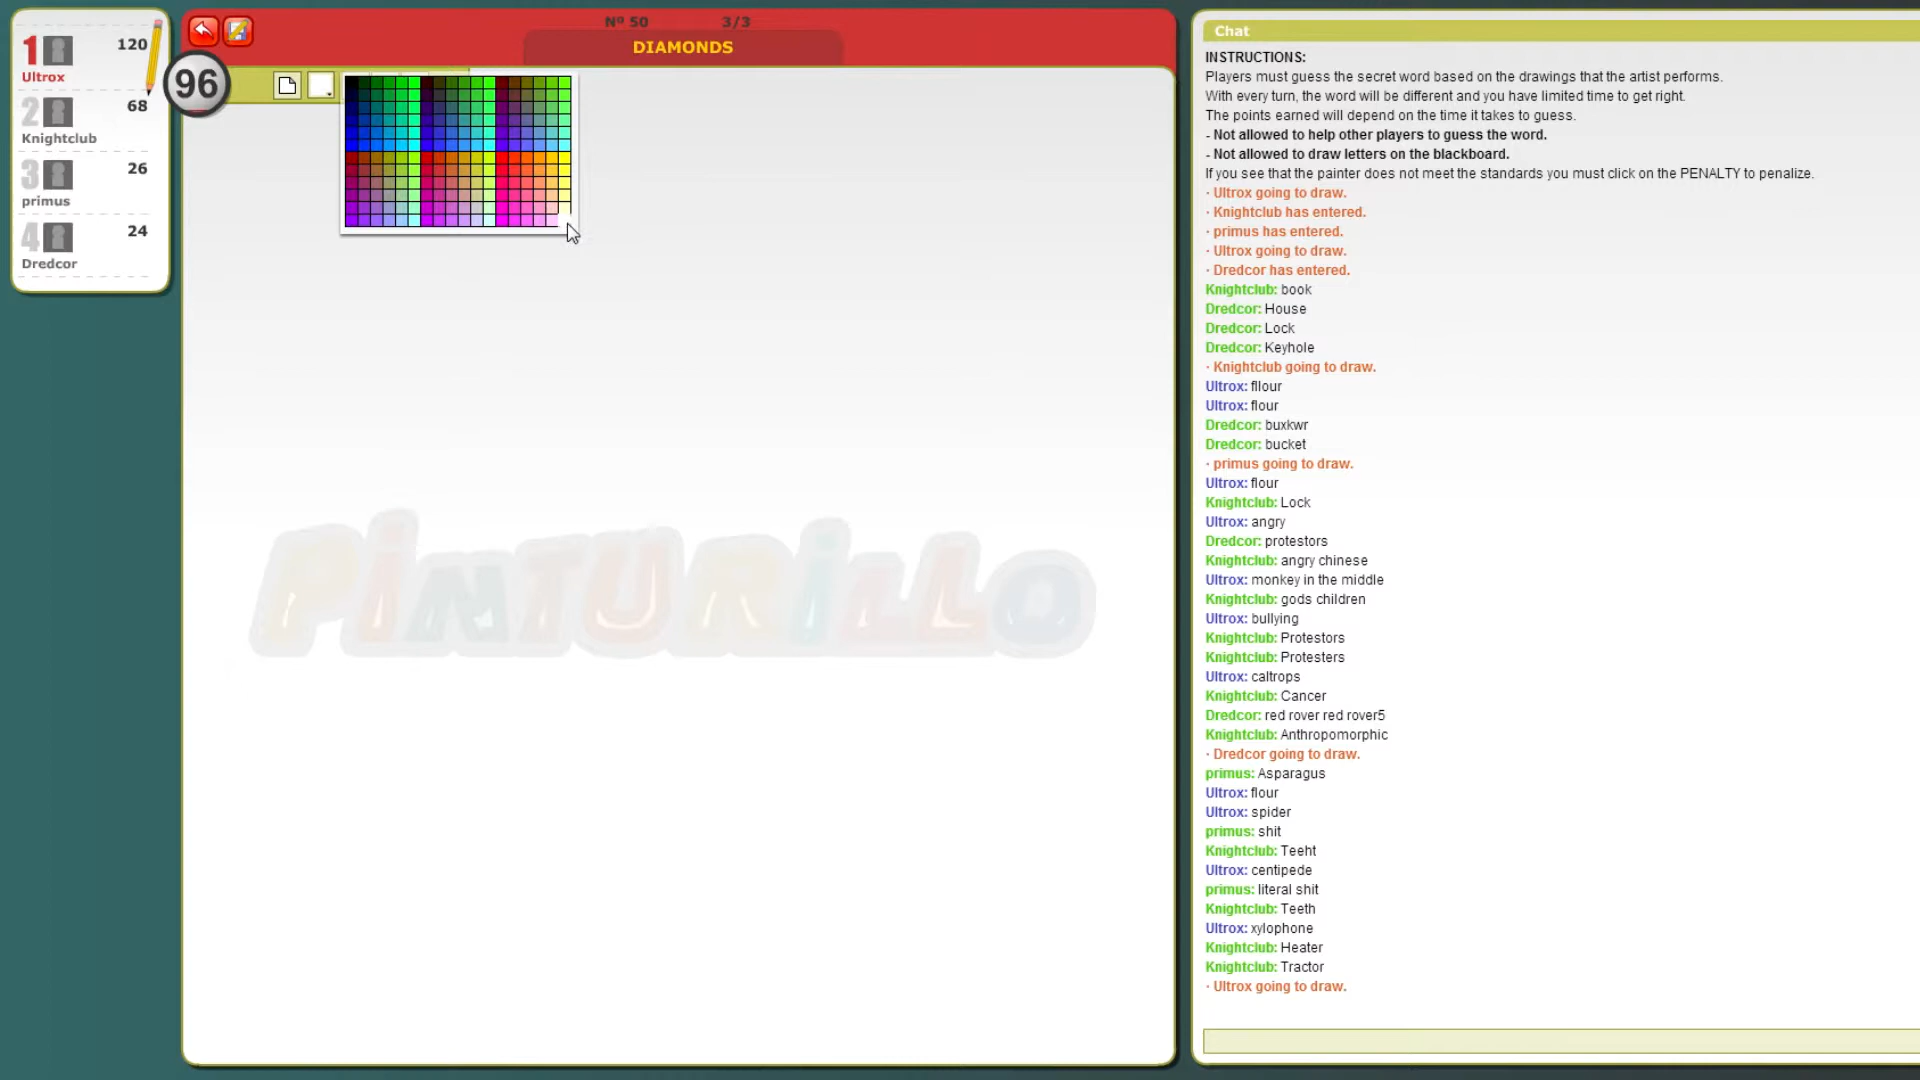 1
120
Ultrox
2
68
Knightclub
3
26
primus
4
24
Dredcor
96
Nº 50 3/3
DIAMONDS
PiNTURiLLO
Chat
INSTRUCTIONS:
Players must guess the secret word based on the drawings that the artist performs.
With every turn, the word will be different and you have limited time to get right.
The points earned will depend on the time it takes to guess.
- Not allowed to help other players to guess the word.
- Not allowed to draw letters on the blackboard.
If you see that the painter does not meet the standards you must click on the PENALTY to penalize.
· Ultrox going to draw.
· Knightclub has entered.
· primus has entered.
· Ultrox going to draw.
· Dredcor has entered.
Knightclub: book
Dredcor: House
Dredcor: Lock
Dredcor: Keyhole
· Knightclub going to draw.
Ultrox: fllour
Ultrox: flour
Dredcor: buxkwr
Dredcor: bucket
· primus going to draw.
Ultrox: flour
Knightclub: Lock
Ultrox: angry
Dredcor: protestors
Knightclub: angry chinese
Ultrox: monkey in the middle
Knightclub: gods children
Ultrox: bullying
Knightclub: Protestors
Knightclub: Protesters
Ultrox: caltrops
Knightclub: Cancer
Dredcor: red rover red rover5
Knightclub: Anthropomorphic
· Dredcor going to draw.
primus: Asparagus
Ultrox: flour
Ultrox: spider
primus: shit
Knightclub: Teeht
Ultrox: centipede
primus: literal shit
Knightclub: Teeth
Ultrox: xylophone
Knightclub: Heater
Knightclub: Tractor
· Ultrox going to draw.